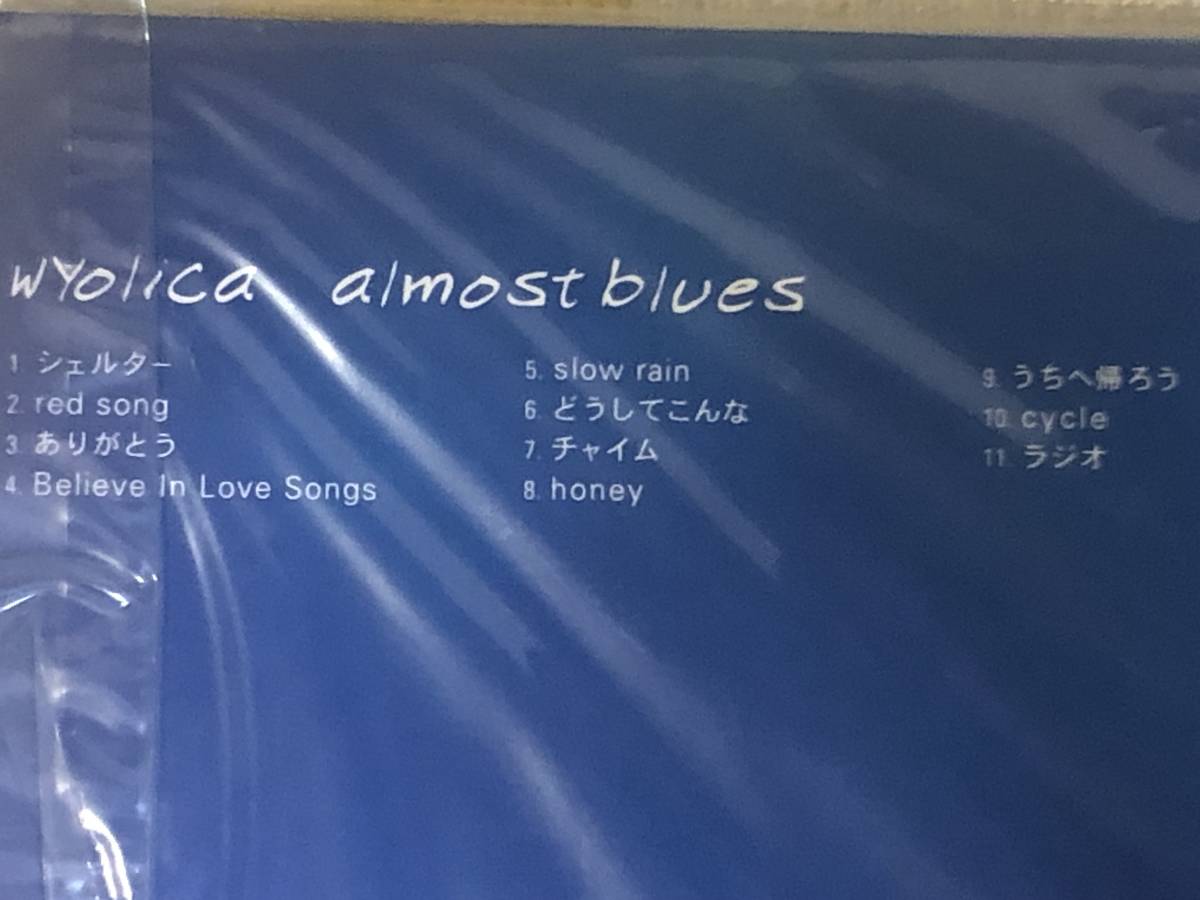 wyolica almost blues
1 シェルター
2. red song
3. ありがとう
4. Believe In Love Songs
5. slow rain
6. どうしてこんな
7. チャイム
8. honey
9. うちへ帰ろう
10. cycle
11. ラジオ